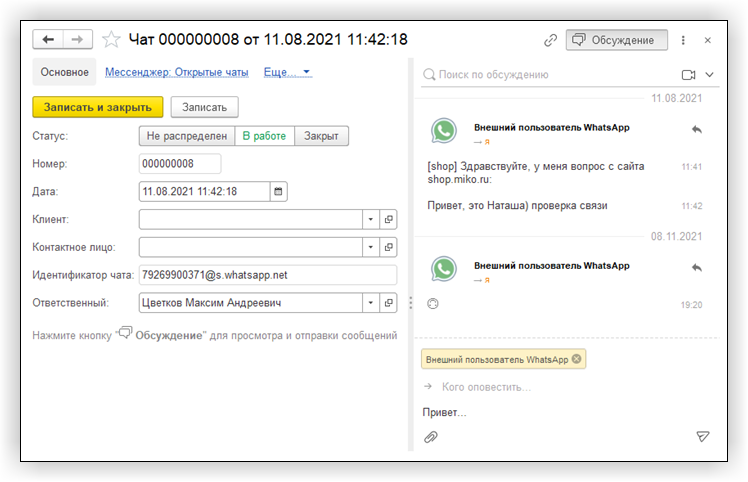 Чат 000000008 от 11.08.2021 11:42:18
Обсуждение
Основное
Мессенджер: Открытые чаты
Еще...
Записать и закрыть
Записать
Статус:
Не распределен
В работе
Закрыт
Номер:
000000008
Дата:
11.08.2021 11:42:18
Клиент:
Контактное лицо:
Идентификатор чата:
79269900371@s.whatsapp.net
Ответственный:
Цветков Максим Андреевич
Нажмите кнопку "Обсуждение" для просмотра и отправки сообщений
Поиск по обсуждению
11.08.2021
Внешний пользователь WhatsApp
→ я
[shop] Здравствуйте, у меня вопрос с сайта
11:41
shop.miko.ru:
Привет, это Наташа) проверка связи
11:42
08.11.2021
Внешний пользователь WhatsApp
→ я
19:20
Внешний пользователь WhatsApp
→ Кого оповестить...
Привет...